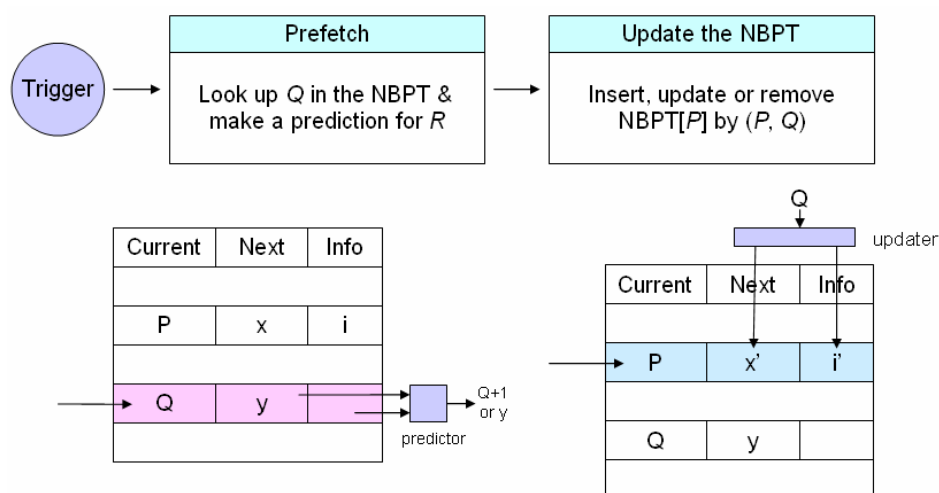 Trigger
Prefetch
Look up Q in the NBPT &
make a prediction for R
Update the NBPT
Insert, update or remove
NBPT[P] by (P, Q)
Current Next Info
P x i
Q y
Q+1
or y
predictor
Q
updater
Current Next Info
P x' i'
Q y